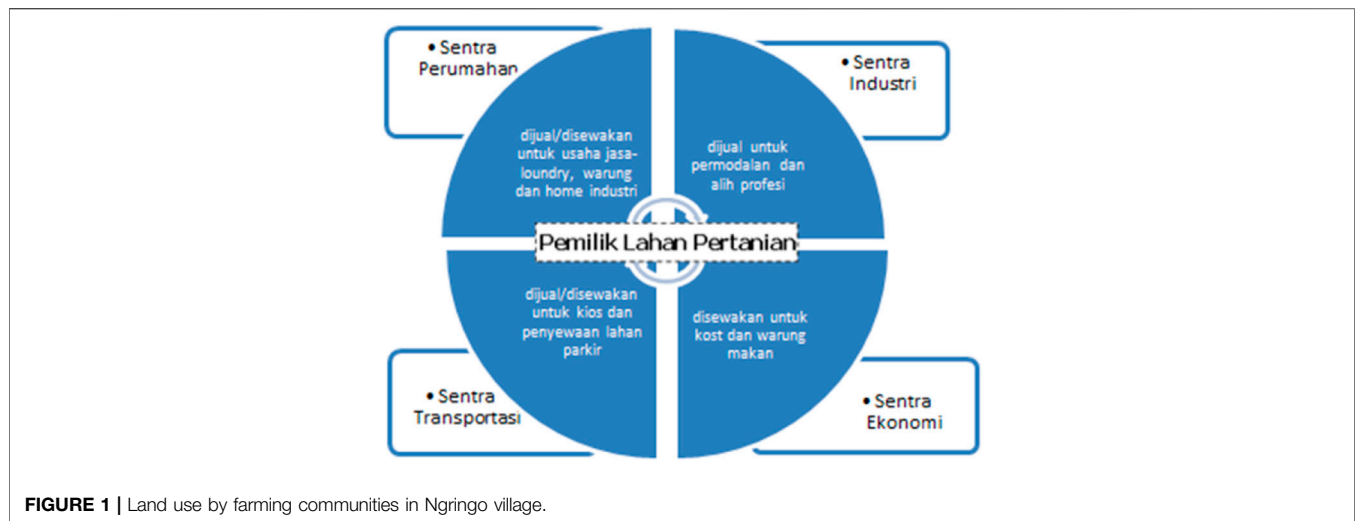 • Sentra
Perumahan
• Sentra
Industri
dijual/disewakan
untuk usaha jasa-
loundry, warung
dan home industri
dijual untuk
permodalan dan
alih profesi
Pemilik Lahan Pertanian
dijual/disewakan
untuk kios dan
penyewaan lahan
parkir
disewakan untuk
kost dan warung
makan
• Sentra
Transportasi
• Sentra
Ekonomi
FIGURE 1 | Land use by farming communities in Ngringo village.